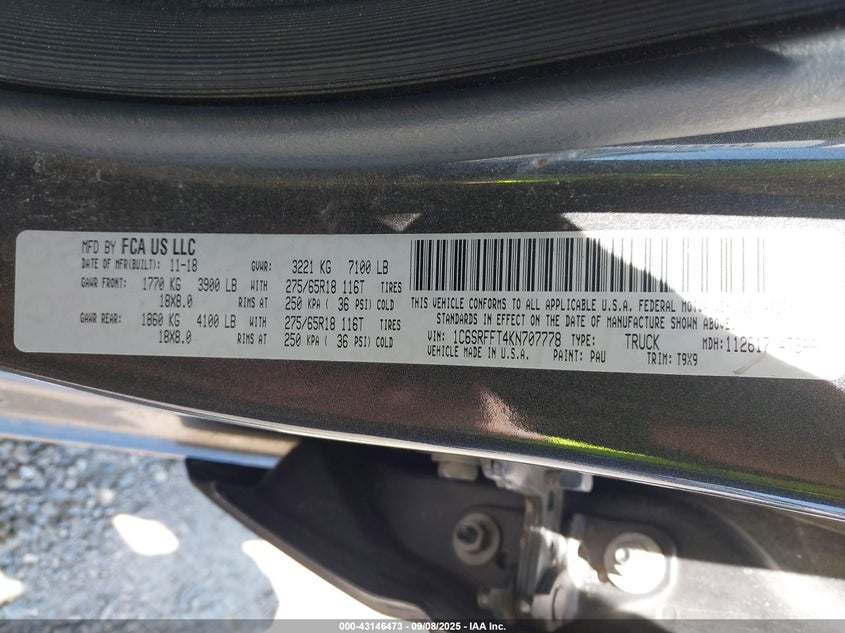 MFD BY FCA US LLC
DATE OF MFR(BUILT): 11-18 GVWR: 3221 KG 7100 LB
GAWR FRONT: 1770 KG 3900 LB WITH 275/65R18 116T TIRES
18X8.0 RIMS AT 250 KPA ( 36 PSI) COLD
GAWR REAR: 1860 KG 4100 LB WITH 275/65R18 116T TIRES
18X8.0 RIMS AT 250 KPA ( 36 PSI) COLD
THIS VEHICLE CONFORMS TO ALL APPLICABLE U.S.A. FEDERAL
STANDARDS IN EFFECT ON THE DATE OF MANUFACTURE SHOWN ABOVE.
VIN: 1C6SRFFT4KN707778 TYPE: TRUCK MDH:
VEHICLE MADE IN U.S.A. PAINT: PAU TRIM: T9X9
000-43146473 - 09/08/2025 - IAA Inc.